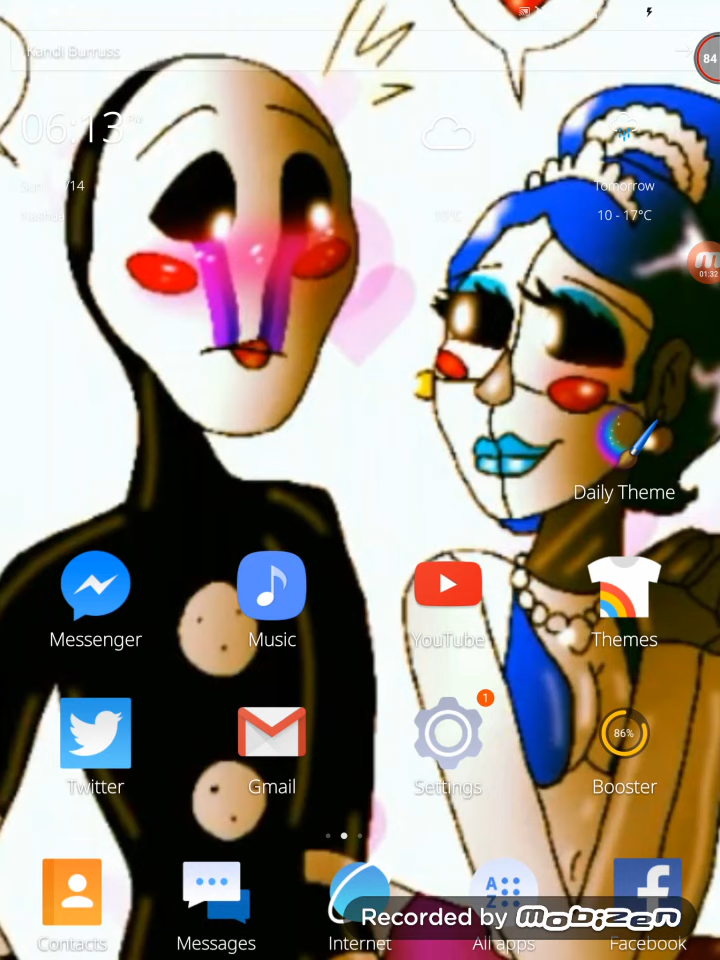 Kandi Burruss
84
06:13
Tomorrow
10 - 17°C
01:32
Daily Theme
Messenger
Music
YouTube
Themes
1
86%
Twitter
Gmail
Settings
Booster
A
Z
f
Contacts
Messages
Internet
All apps
Facebook
Recorded by mobizen